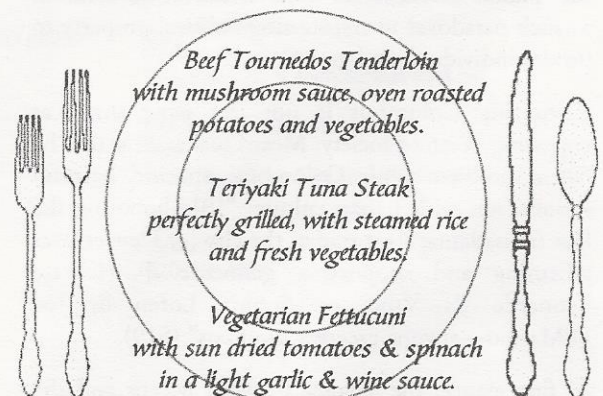 Beef Tournedos Tenderloin
with mushroom sauce, oven roasted
potatoes and vegetables.
Teriyaki Tuna Steak
perfectly grilled, with steamed rice
and fresh vegetables.
Vegetarian Fettucuni
with sun dried tomatoes & spinach
in a light garlic & wine sauce.